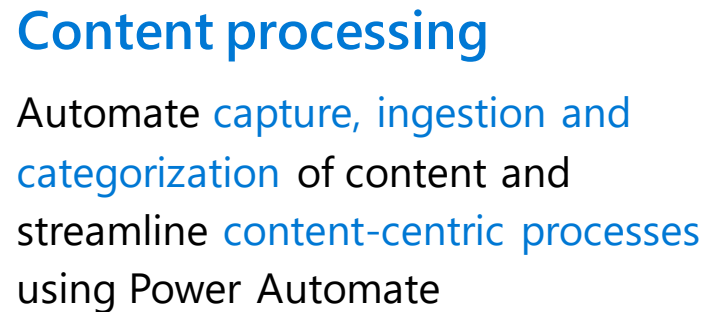 Content processing
Automate capture, ingestion and
categorization of content and
streamline content-centric processes
using Power Automate